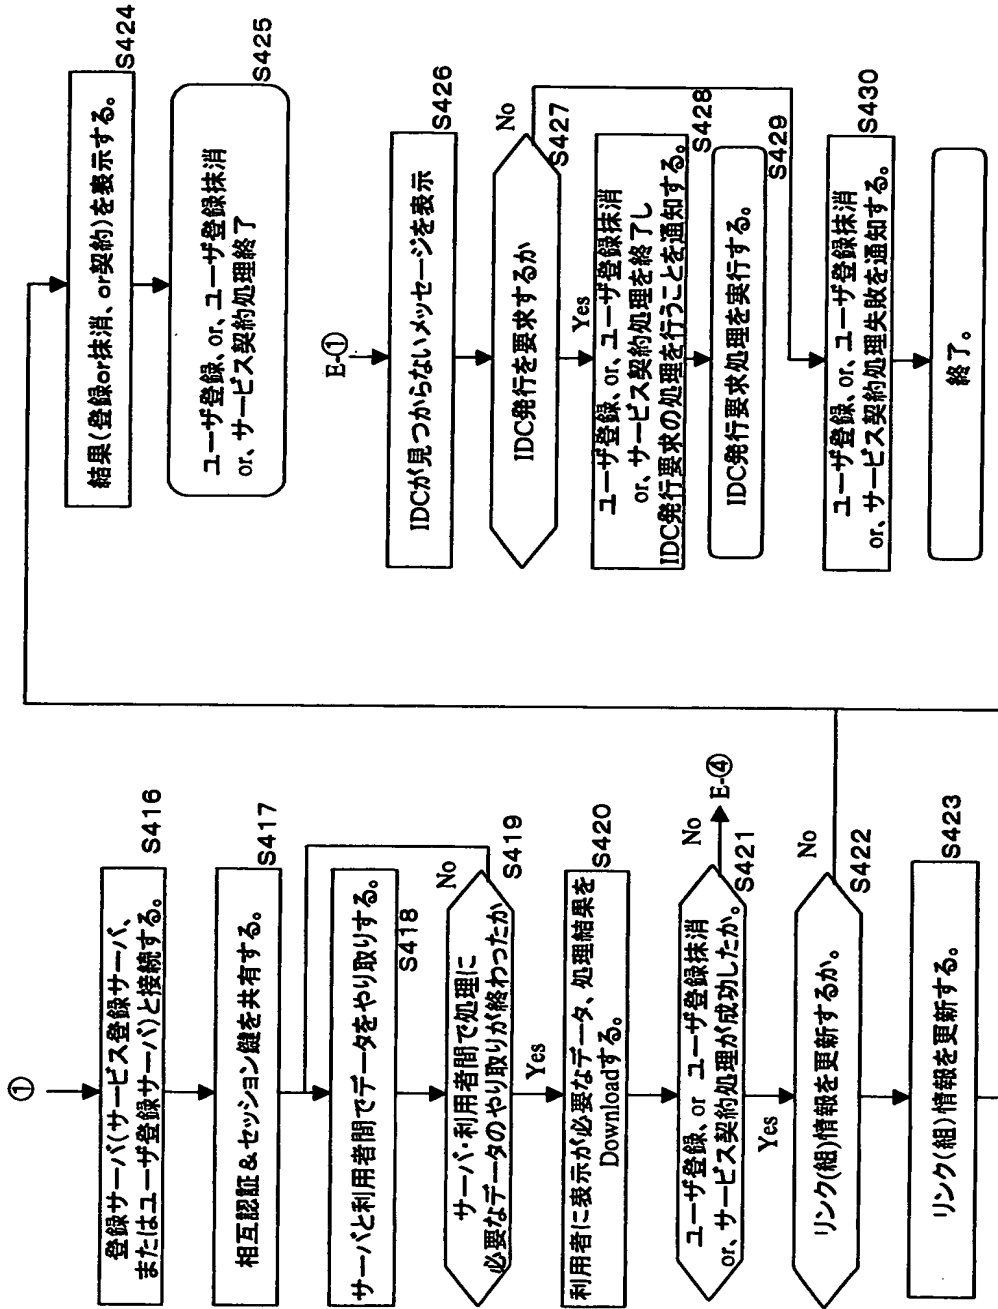 ①
登録サーバ(サービス登録サーバ、
またはユーザ登録サーバ)と接続する。
S416
相互認証&セッション鍵を共有する。
S417
サーバと利用者間でデータをやり取りする。
S418
サーバ・利用者間で処理に
必要なデータのやり取りが終わったか
No
S419
Yes
利用者に表示が必要なデータ、処理結果を
Downloadする。
S420
ユーザ登録、or ユーザ登録抹消
or、サービス契約処理が成功したか。
No
E-④
S421
Yes
リンク(組)情報を更新するか。
No
S422
リンク(組)情報を更新する。
S423
結果(登録or抹消、or契約)を表示する。
S424
ユーザ登録、or、ユーザ登録抹消
or、サービス契約処理終了
S425
E-①
IDCが見つからないメッセージを表示
S426
IDC発行を要求するか
No
S427
Yes
ユーザ登録、or、ユーザ登録抹消
or、サービス契約処理を終了し
IDC発行要求の処理を行うことを通知する。
S428
IDC発行要求処理を実行する。
S429
ユーザ登録、or、ユーザ登録抹消
or、サービス契約処理失敗を通知する。
S430
終了。